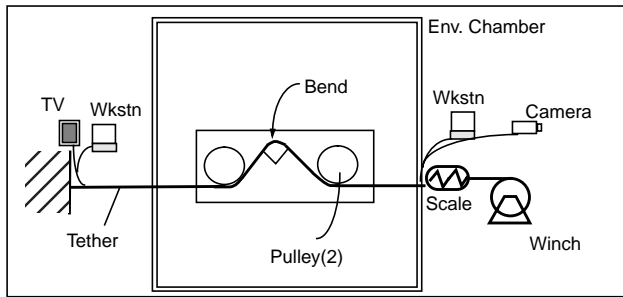 Env. Chamber
Bend
TV
Wkstn
Wkstn
Camera
Tether
Pulley(2)
Scale
Winch